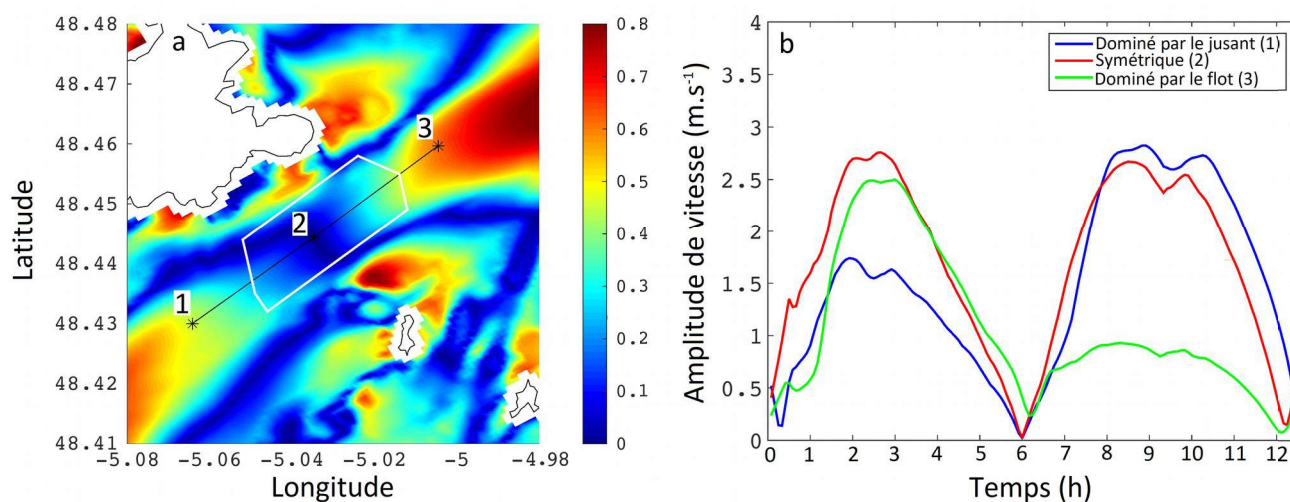 a
48.48
48.47
48.46
48.45
48.44
48.43
48.42
48.41
Latitude
1
2
3
-5.08 -5.06 -5.04 -5.02 -5 -4.98
Longitude
0.8
0.7
0.6
0.5
0.4
0.3
0.2
0.1
0
b
Dominé par le jusant (1)
Symétrique (2)
Dominé par le flot (3)
4
3.5
3
2.5
2
1.5
1
0.5
0
Amplitude de vitesse (m.s⁻¹)
0 1 2 3 4 5 6 7 8 9 10 11 12
Temps (h)